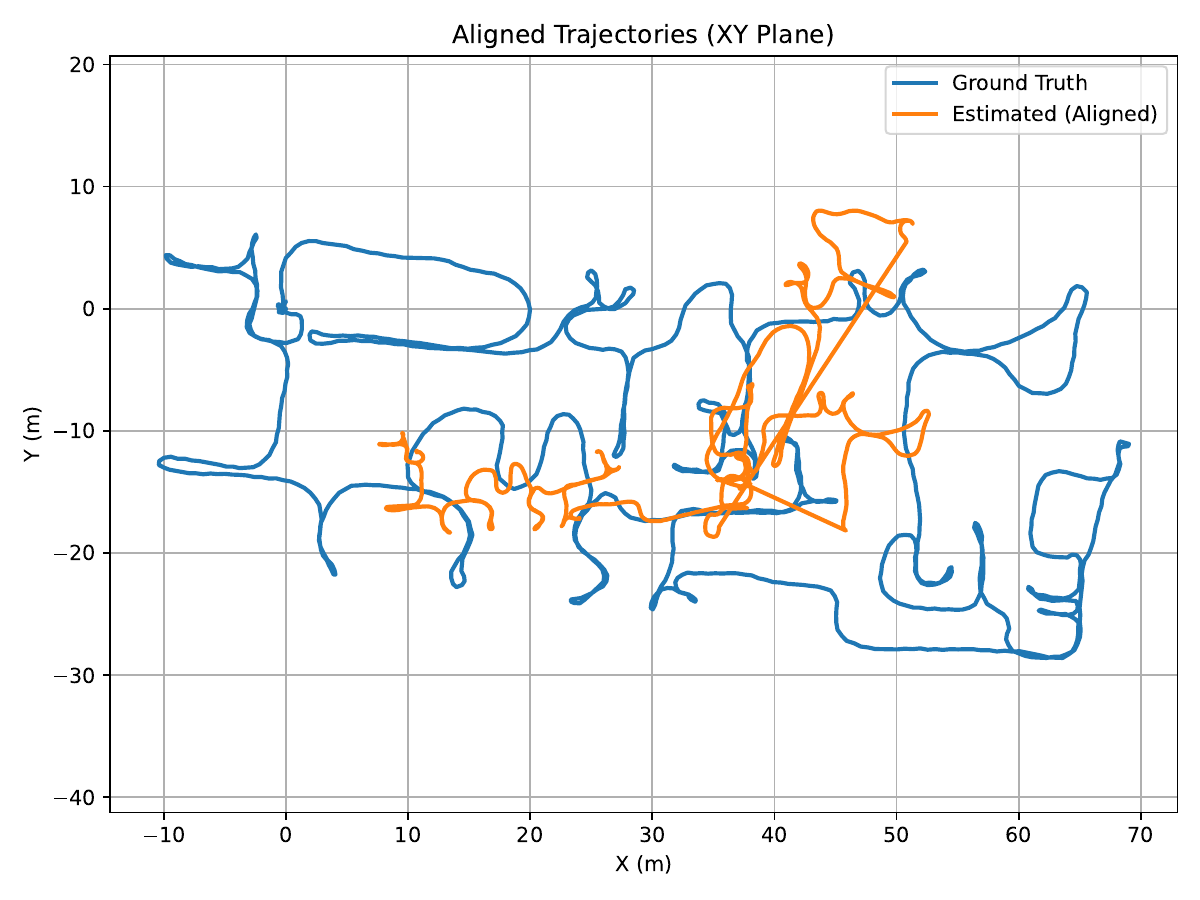 Aligned Trajectories (XY Plane)
Ground Truth
Estimated (Aligned)
20
10
0
−10
−20
−30
−40
Y (m)
−10 0 10 20 30 40 50 60 70
X (m)